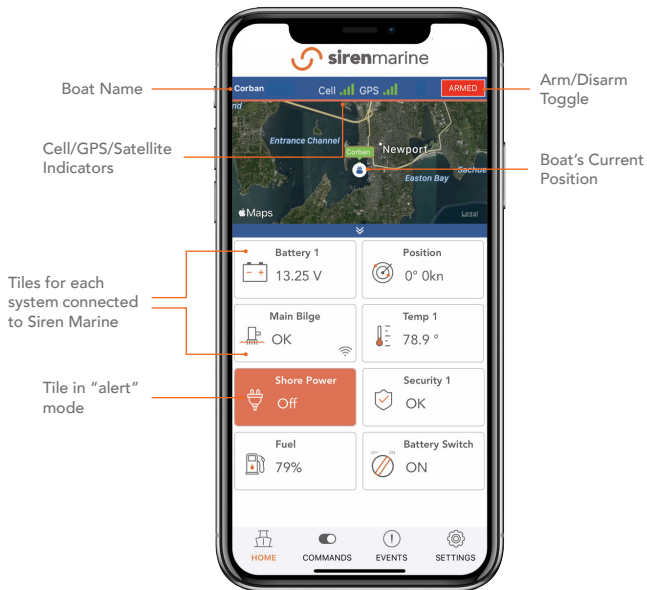 sirenmarine
Boat Name
Corban
Cell GPS
ARMED
Arm/Disarm
Toggle
nd
Entrance Channel
Corban
Newport
Cell/GPS/Satellite
Indicators
Boat's Current
Position
Easton Bay
Sachue
Maps
Legal
Battery 1
- +
13.25 V
Position
0° 0kn
Tiles for each
system connected
to Siren Marine
Main Bilge
OK
Temp 1
78.9 °
Tile in “alert”
mode
Shore Power
Off
Security 1
OK
Fuel
79%
Battery Switch
OFF ON
ON
HOME
COMMANDS
EVENTS
SETTINGS